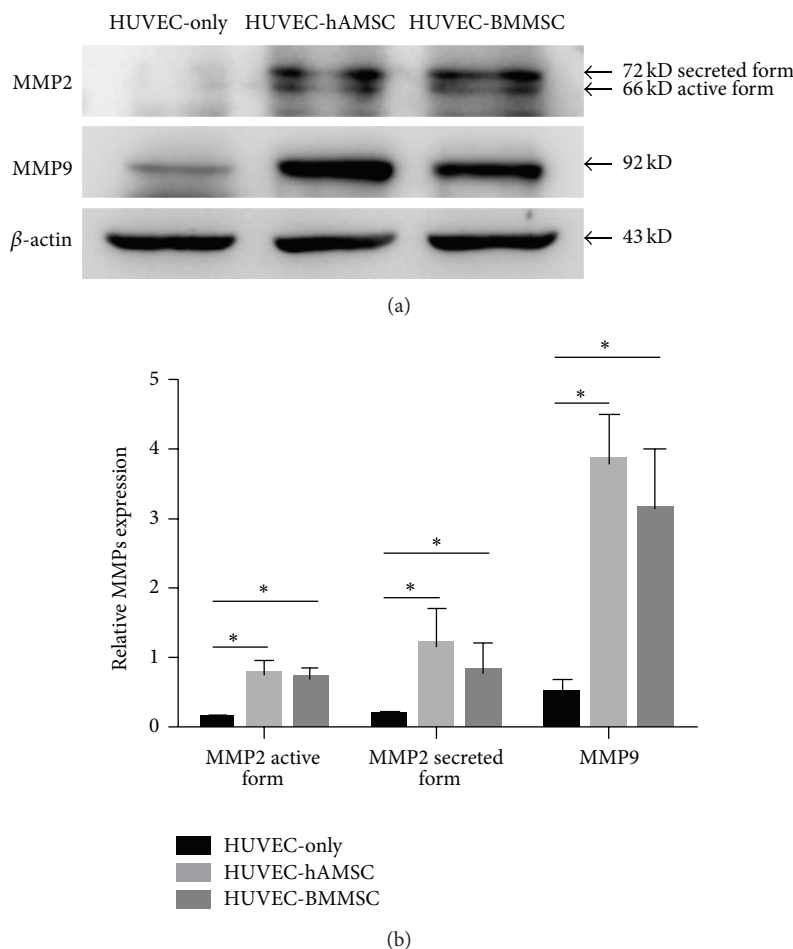 HUVEC-only HUVEC-hAMSC HUVEC-BMMSC
MMP2
72 kD secreted form
66 kD active form
MMP9
92 kD
β-actin
43 kD
(a)
Relative MMPs expression
5
4
3
2
1
0
* * * * * *
MMP2 active form
MMP2 secreted form
MMP9
HUVEC-only
HUVEC-hAMSC
HUVEC-BMMSC
(b)